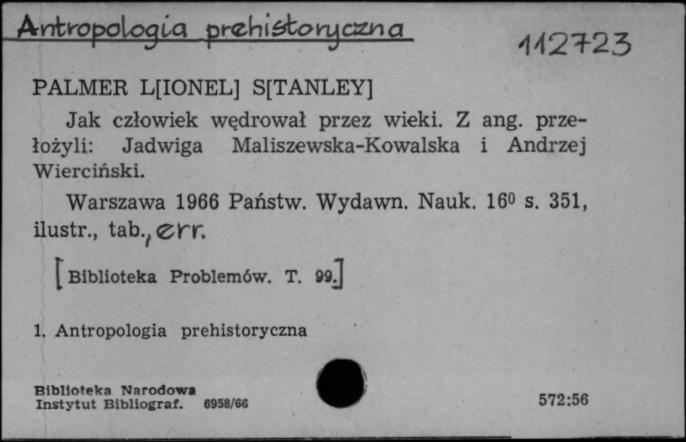 Antropologia prehistoryczna
112723
PALMER L[IONEL] S[TANLEY]
Jak człowiek wędrował przez wieki. Z ang. prze-
łożyli: Jadwiga Maliszewska-Kowalska i Andrzej
Wierciński.
Warszawa 1966 Państw. Wydawn. Nauk. 16⁰ s. 351,
ilustr., tab., err.
[Biblioteka Problemów. T. 99.]
1. Antropologia prehistoryczna
Biblioteka Narodowa
Instytut Bibliograf. 6958/66
572:56